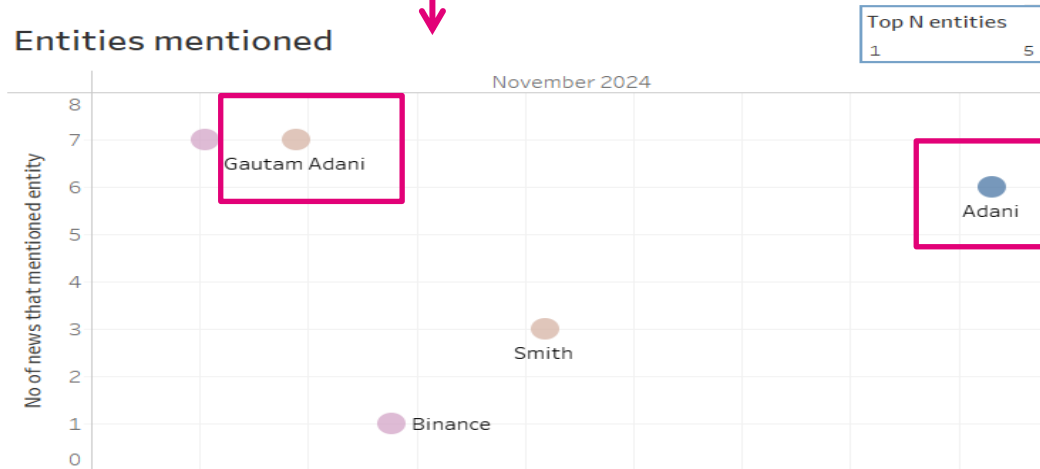 Entities mentioned
Top N entities
1 5
November 2024
No of news that mentioned entity
8
7
6
5
4
3
2
1
0
Gautam Adani
Adani
Smith
Binance